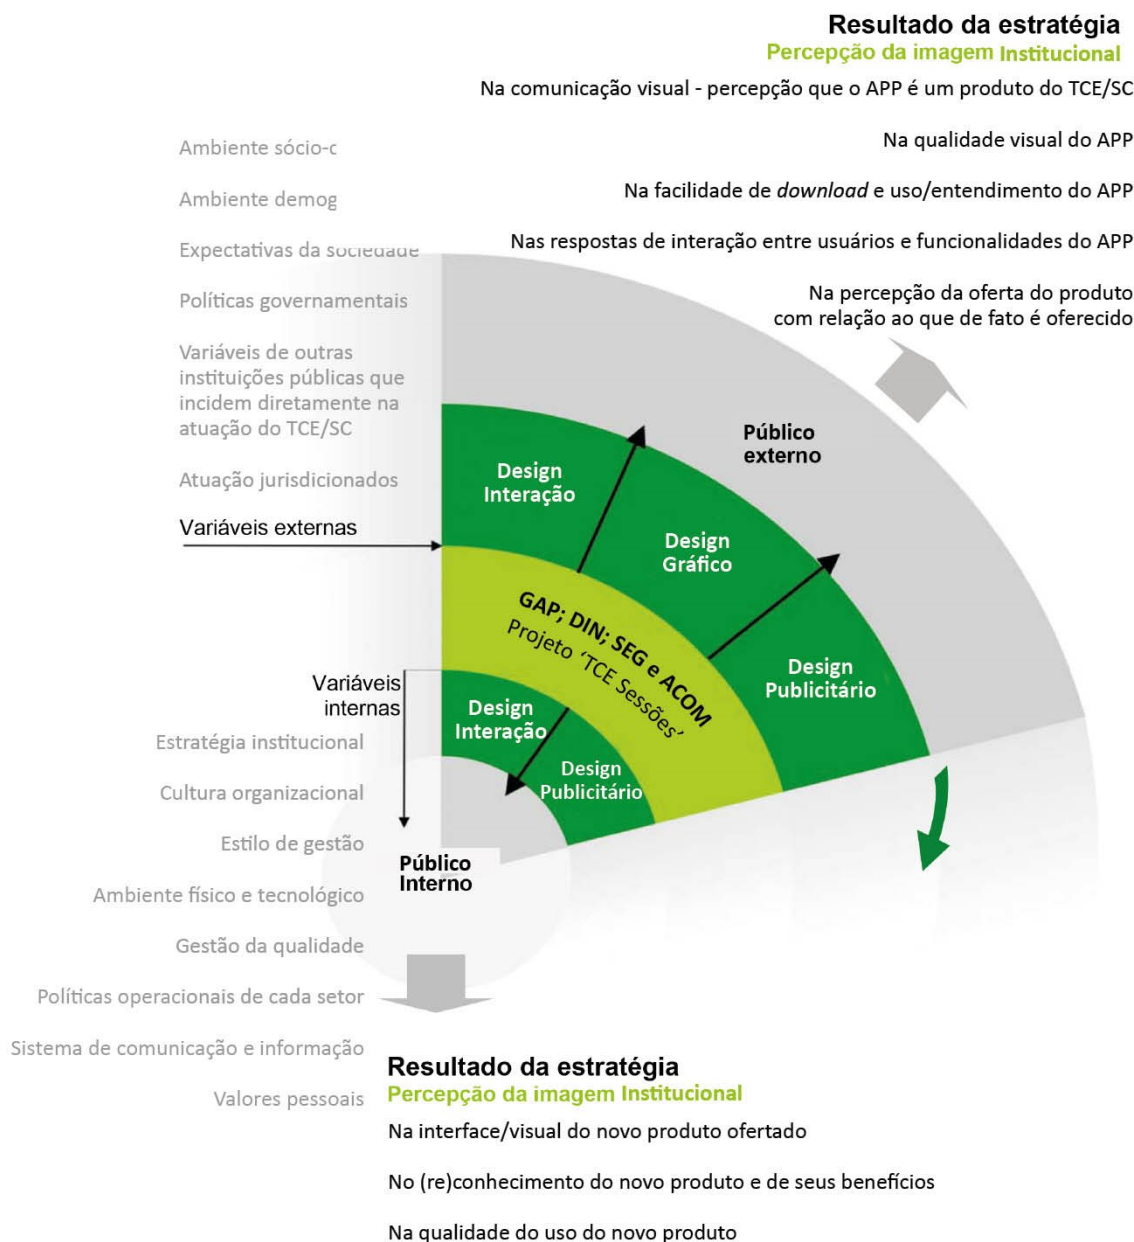 Resultado da estratégia
Percepção da imagem Institucional
Na comunicação visual - percepção que o APP é um produto do TCE/SC
Na qualidade visual do APP
Na facilidade de download e uso/entendimento do APP
Nas respostas de interação entre usuários e funcionalidades do APP
Na percepção da oferta do produto
com relação ao que de fato é oferecido
Ambiente sócio-c
Ambiente demog
Expectativas da sociedade
Políticas governamentais
Variáveis de outras
instituições públicas que
incidem diretamente na
atuação do TCE/SC
Atuação jurisdicionados
Variáveis externas
Público
externo
Design
Interação
Design
Gráfico
Design
Publicitário
GAP; DIN; SEG e ACOM
Projeto ‘TCE Sessões’
Variáveis
internas
Design
Interação
Design
Publicitário
Estratégia institucional
Cultura organizacional
Estilo de gestão
Ambiente físico e tecnológico
Gestão da qualidade
Políticas operacionais de cada setor
Sistema de comunicação e informação
Valores pessoais
Público
Interno
Resultado da estratégia
Percepção da imagem Institucional
Na interface/visual do novo produto ofertado
No (re)conhecimento do novo produto e de seus benefícios
Na qualidade do uso do novo produto